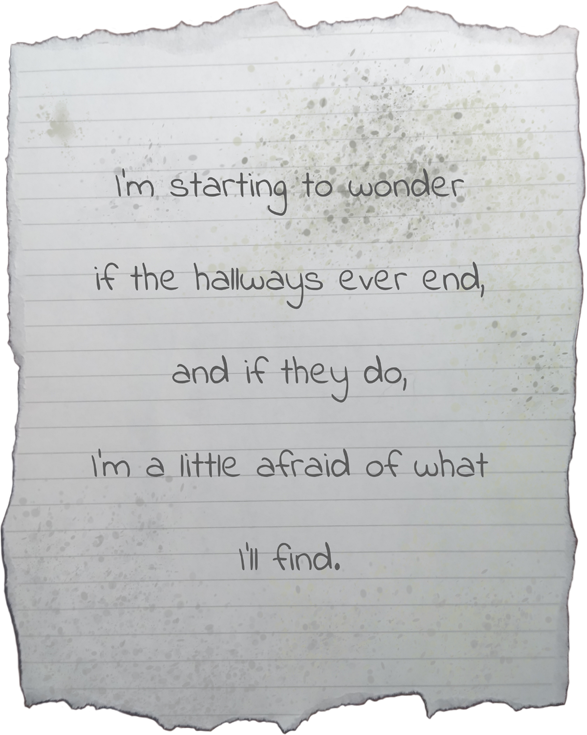 I'm starting to wonder
if the hallways ever end,
and if they do,
I'm a little afraid of what
I'll find.